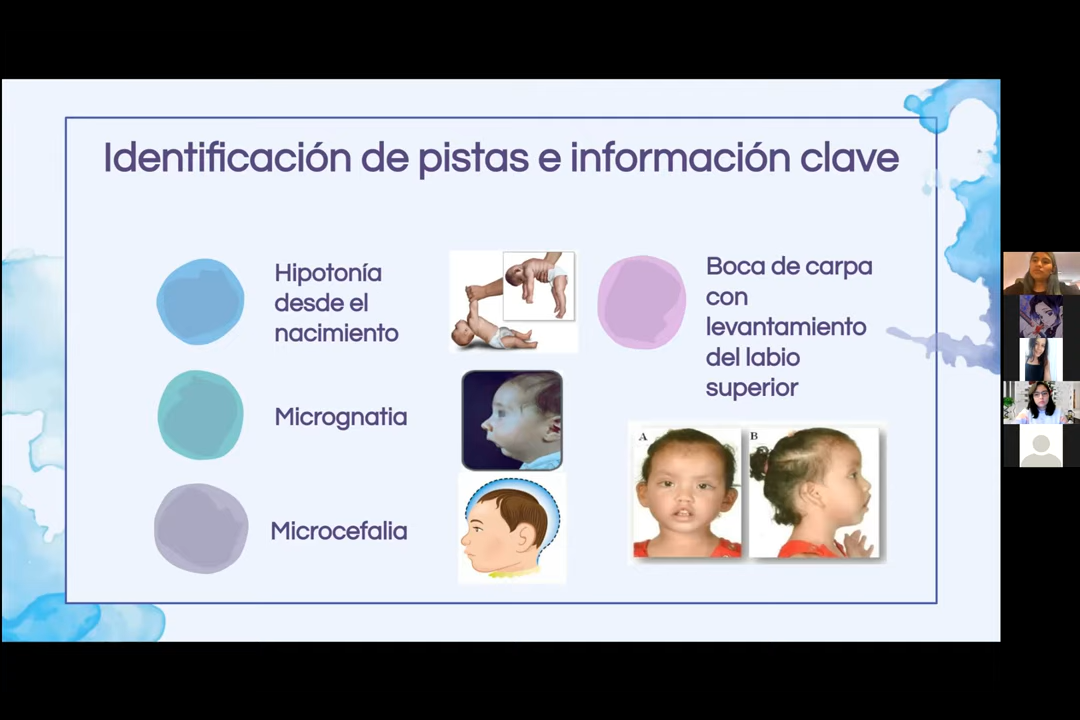 Identificación de pistas e información clave
Hipotonía
desde el
nacimiento
Micrognatia
Microcefalia
Boca de carpa
con
levantamiento
del labio
superior
A
B